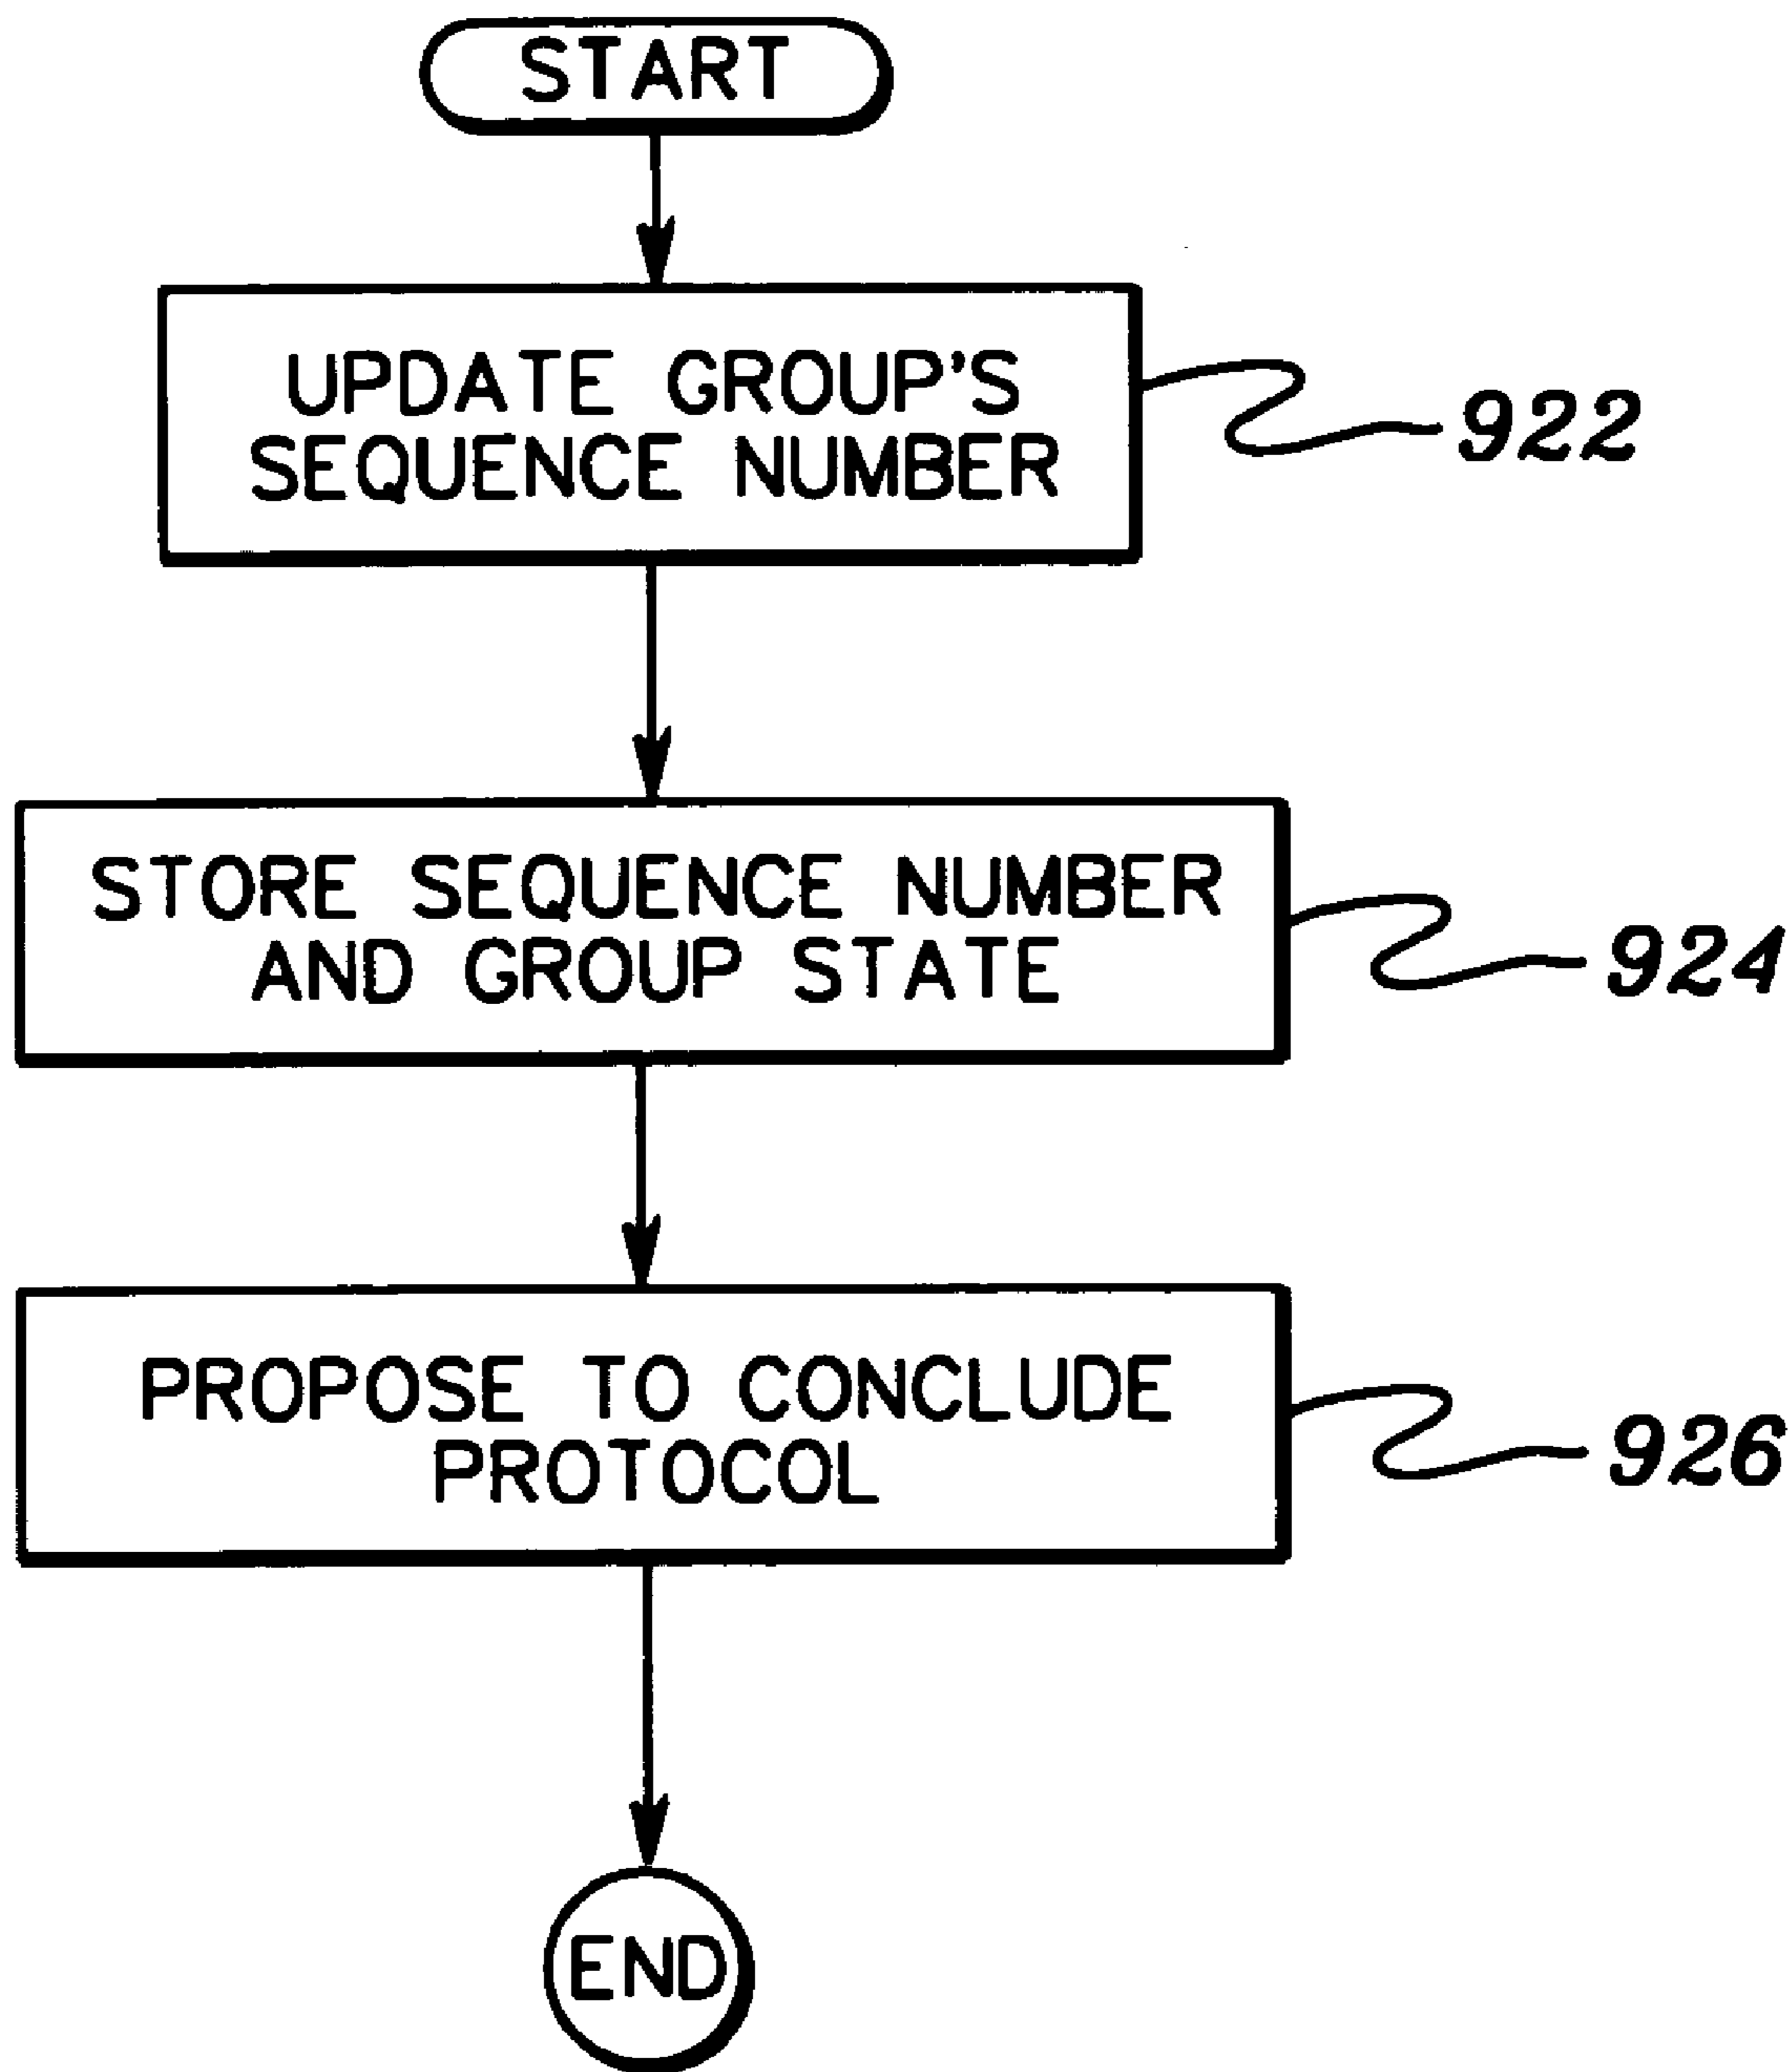 START
UPDATE GROUP'S
SEQUENCE NUMBER
922
STORE SEQUENCE NUMBER
AND GROUP STATE
924
PROPOSE TO CONCLUDE
PROTOCOL
926
END